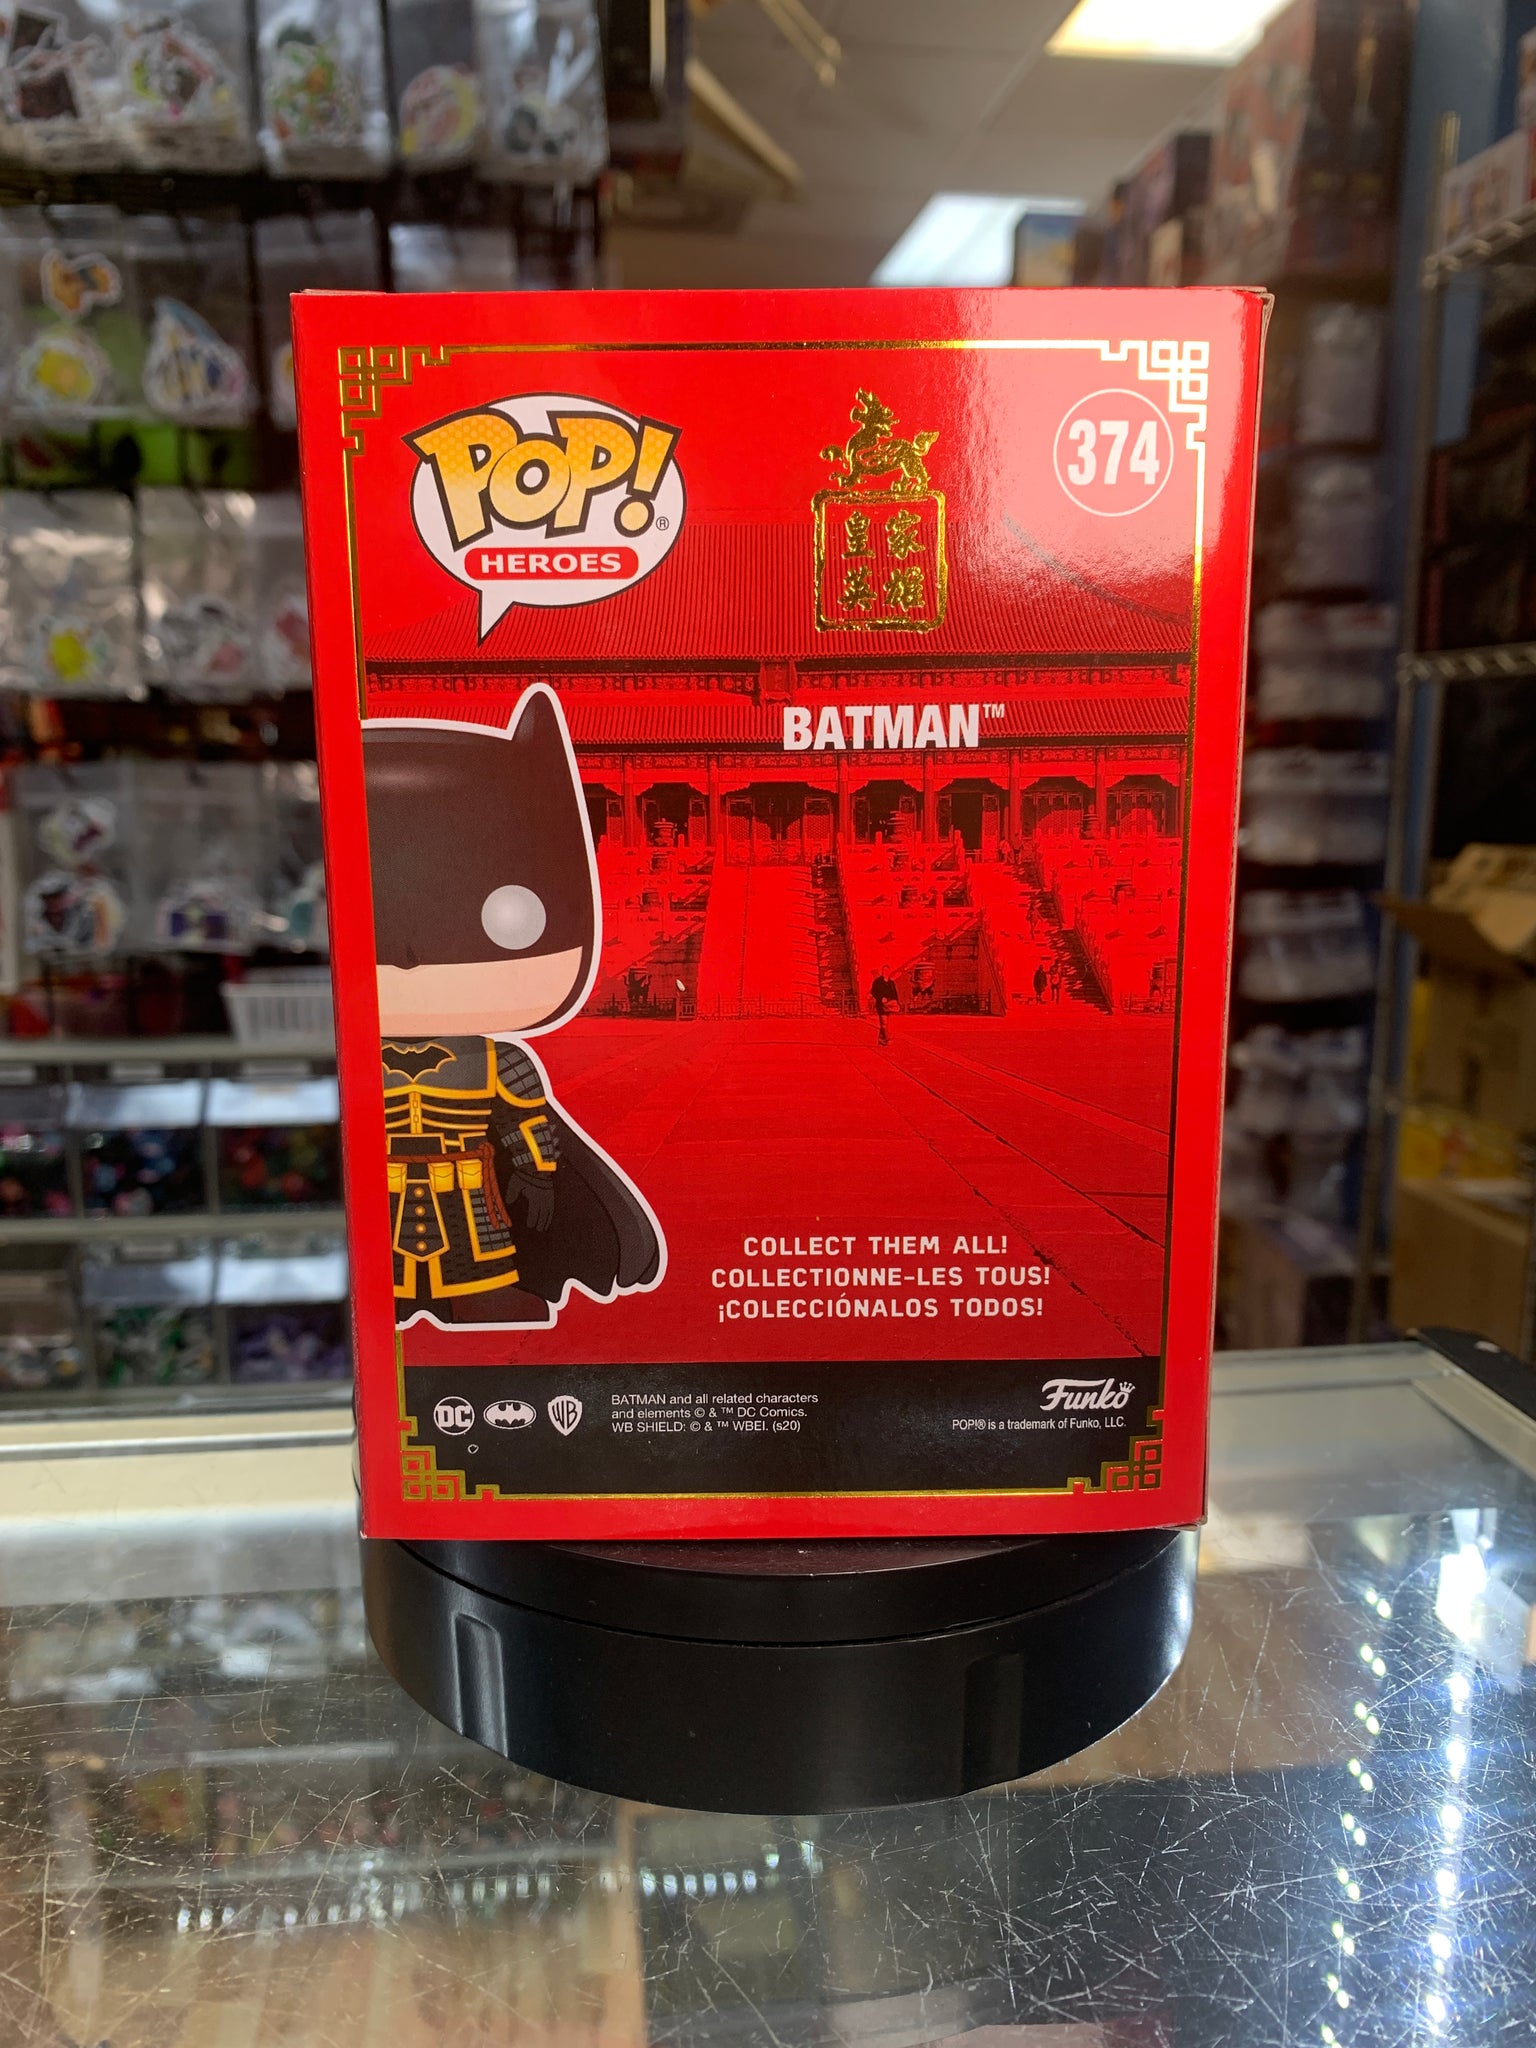 POP! ®
HEROES
皇家
英雄
374
BATMAN™
COLLECT THEM ALL!
COLLECTIONNE-LES TOUS!
¡COLECCIÓNALOS TODOS!
DC
WB
BATMAN and all related characters
and elements © & ™ DC Comics.
WB SHIELD: © & ™ WBEI. (s20)
Funko
POP!® is a trademark of Funko, LLC.